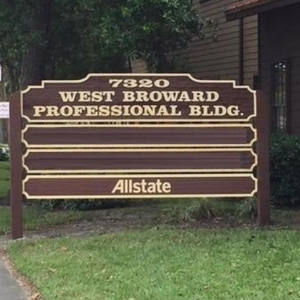 7320
WEST BROWARD
PROFESSIONAL BLDG.
Allstate